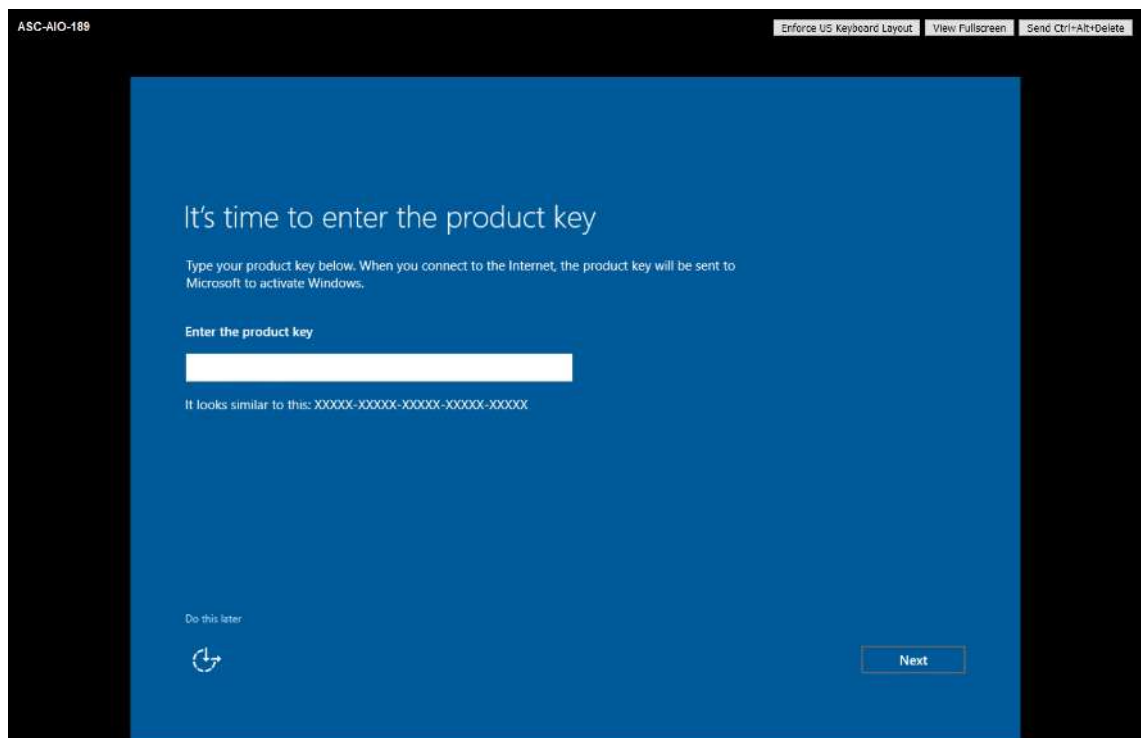 ASC-AIO-189
Enforce US Keyboard Layout View Fullscreen Send Ctrl+Alt+Delete
It's time to enter the product key
Type your product key below. When you connect to the Internet, the product key will be sent to
Microsoft to activate Windows.
Enter the product key
It looks similar to this: XXXXX-XXXXX-XXXXX-XXXXX-XXXXX
Do this later
Next